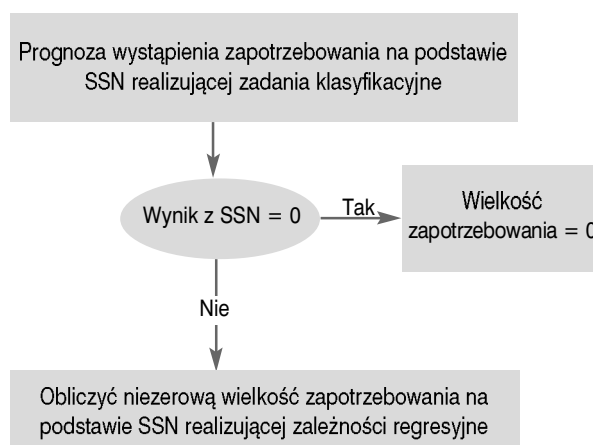 Prognoza wystąpienia zapotrzebowania na podstawie
SSN realizującej zadania klasyfikacyjne
Wynik z SSN = 0
Tak
Wielkość
zapotrzebowania = 0
Nie
Obliczyć niezerową wielkość zapotrzebowania na
podstawie SSN realizującej zależności regresyjne